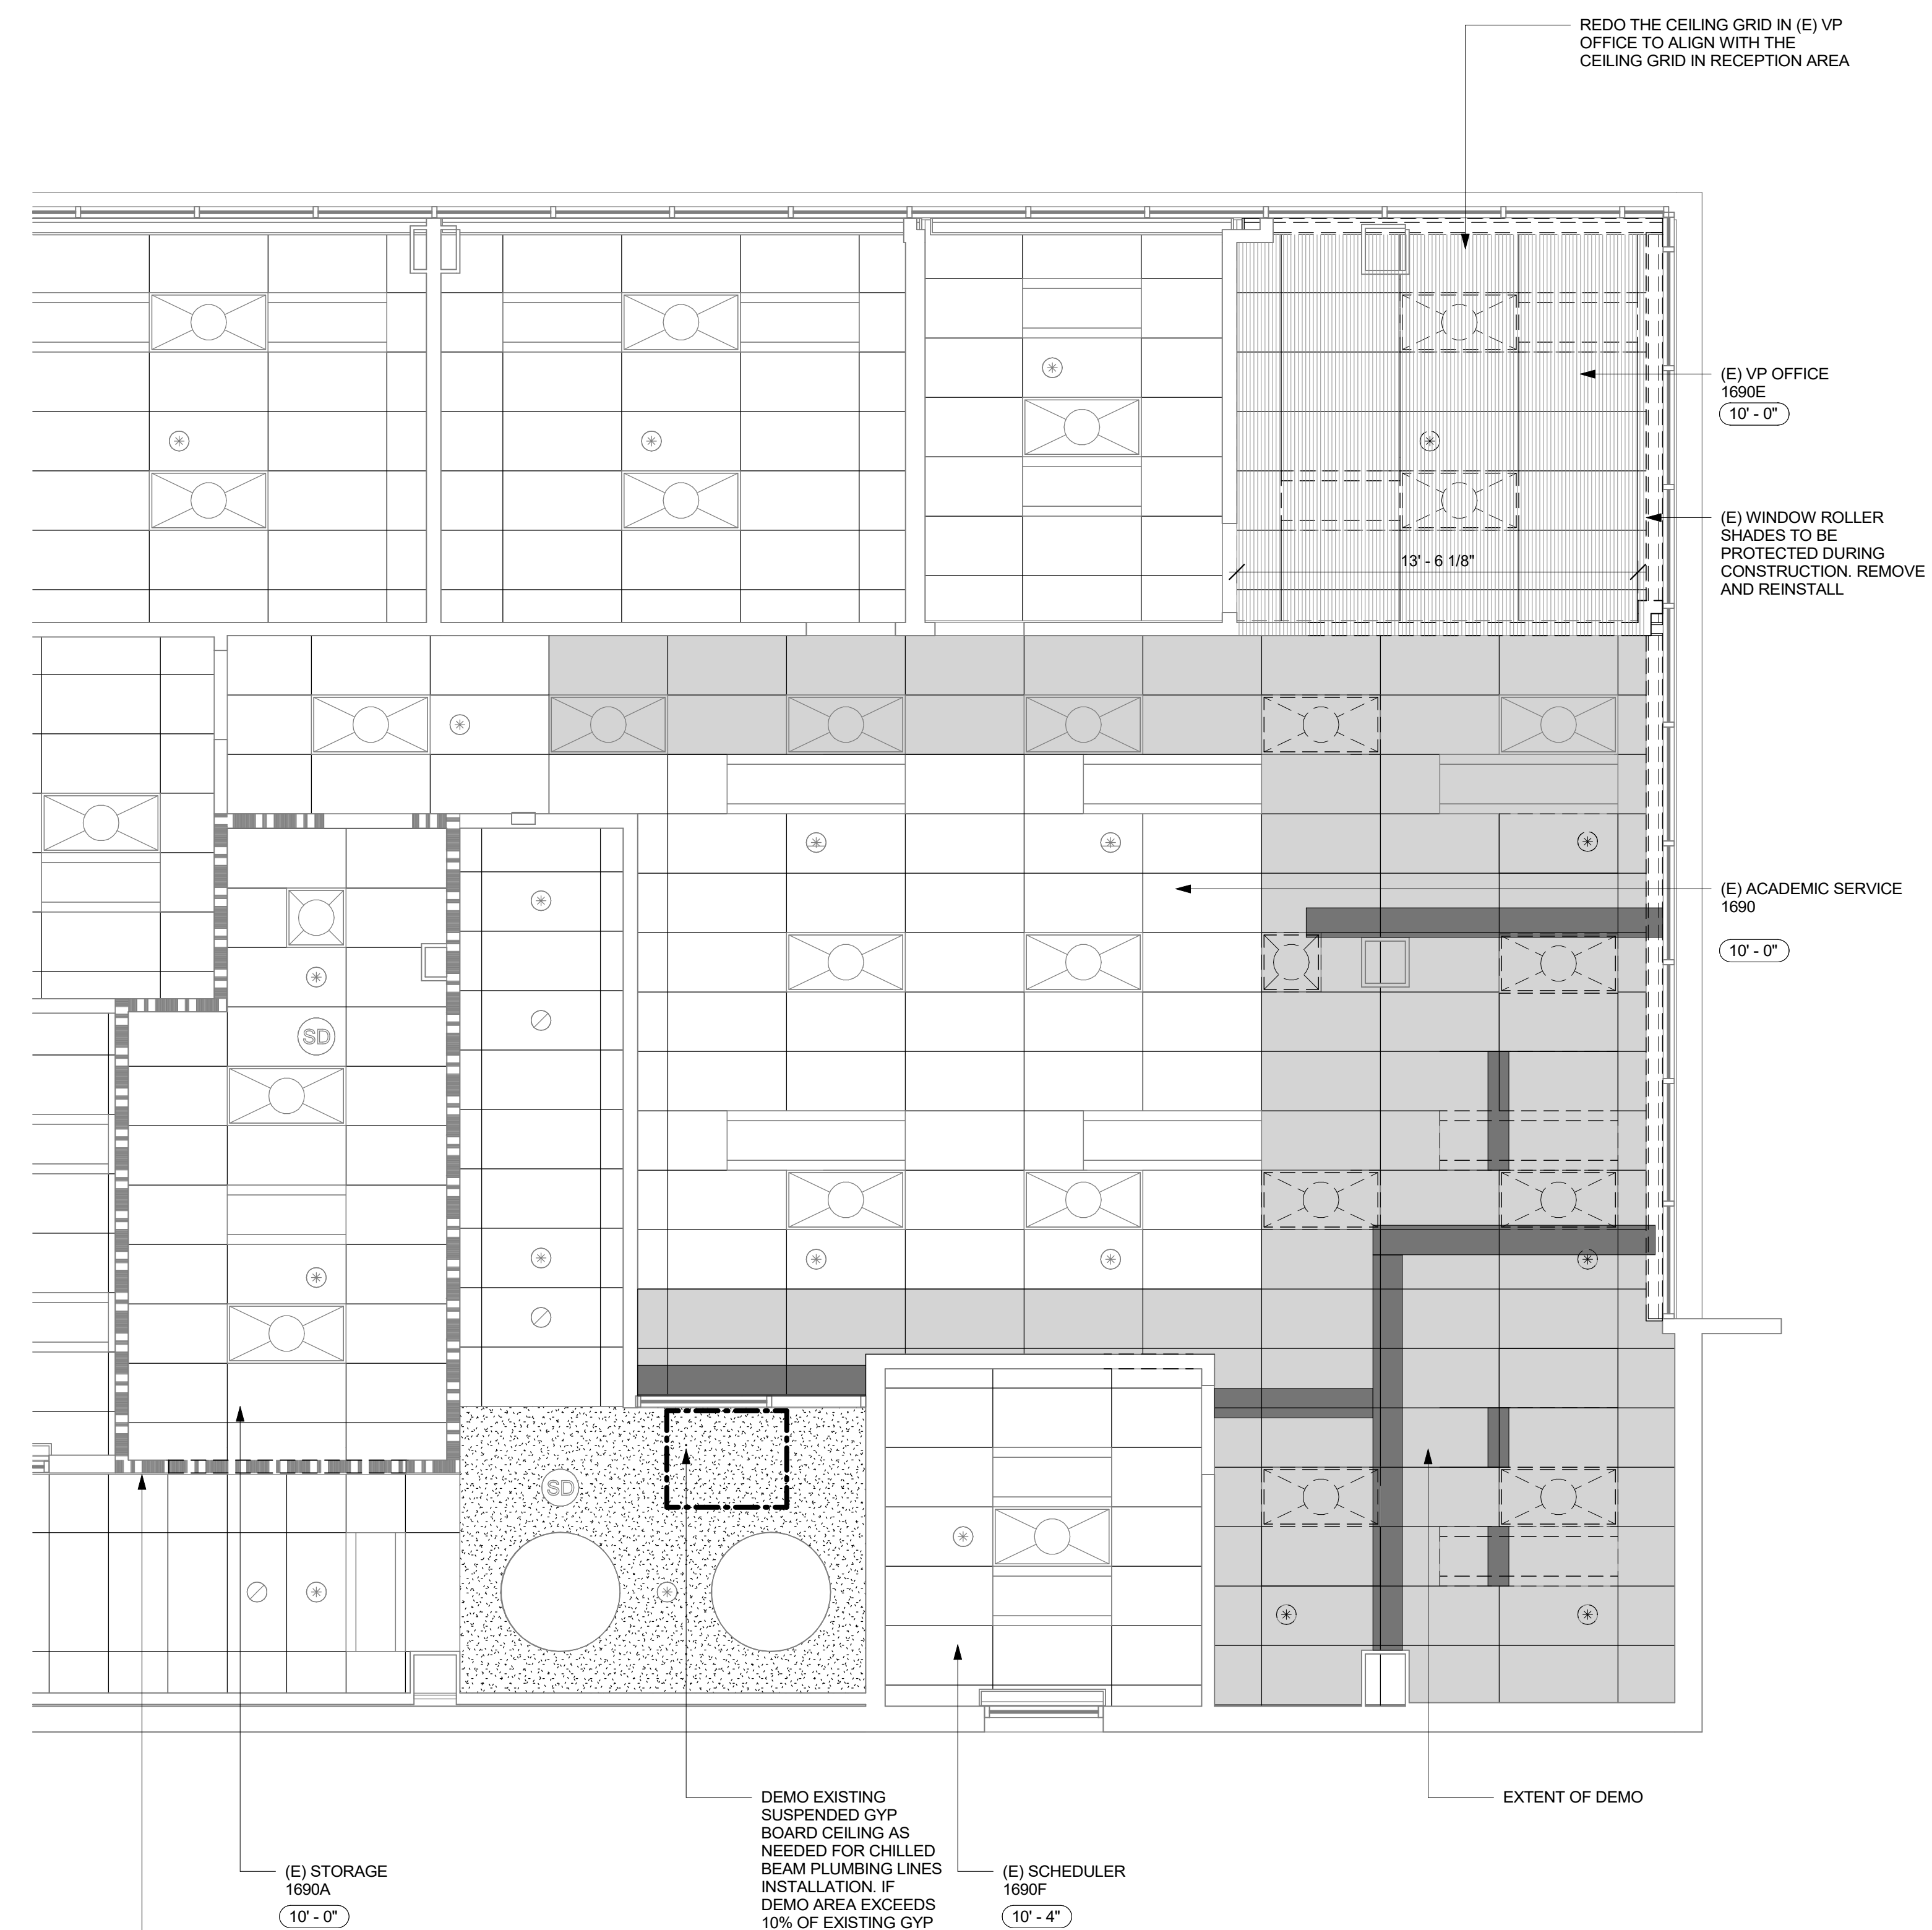 REDO THE CEILING GRID IN (E) VP
OFFICE TO ALIGN WITH THE
CEILING GRID IN RECEPTION AREA
(E) VP OFFICE
1690E
10' - 0"
(E) WINDOW ROLLER
SHADES TO BE
PROTECTED DURING
CONSTRUCTION. REMOVE
AND REINSTALL
13' - 6 1/8"
(E) ACADEMIC SERVICE
1690
10' - 0"
SD
SD
EXTENT OF DEMO
DEMO EXISTING
SUSPENDED GYP
BOARD CEILING AS
NEEDED FOR CHILLED
BEAM PLUMBING LINES
INSTALLATION. IF
DEMO AREA EXCEEDS
10% OF EXISTING GYP
(E) STORAGE
1690A
10' - 0"
(E) SCHEDULER
1690F
10' - 4"